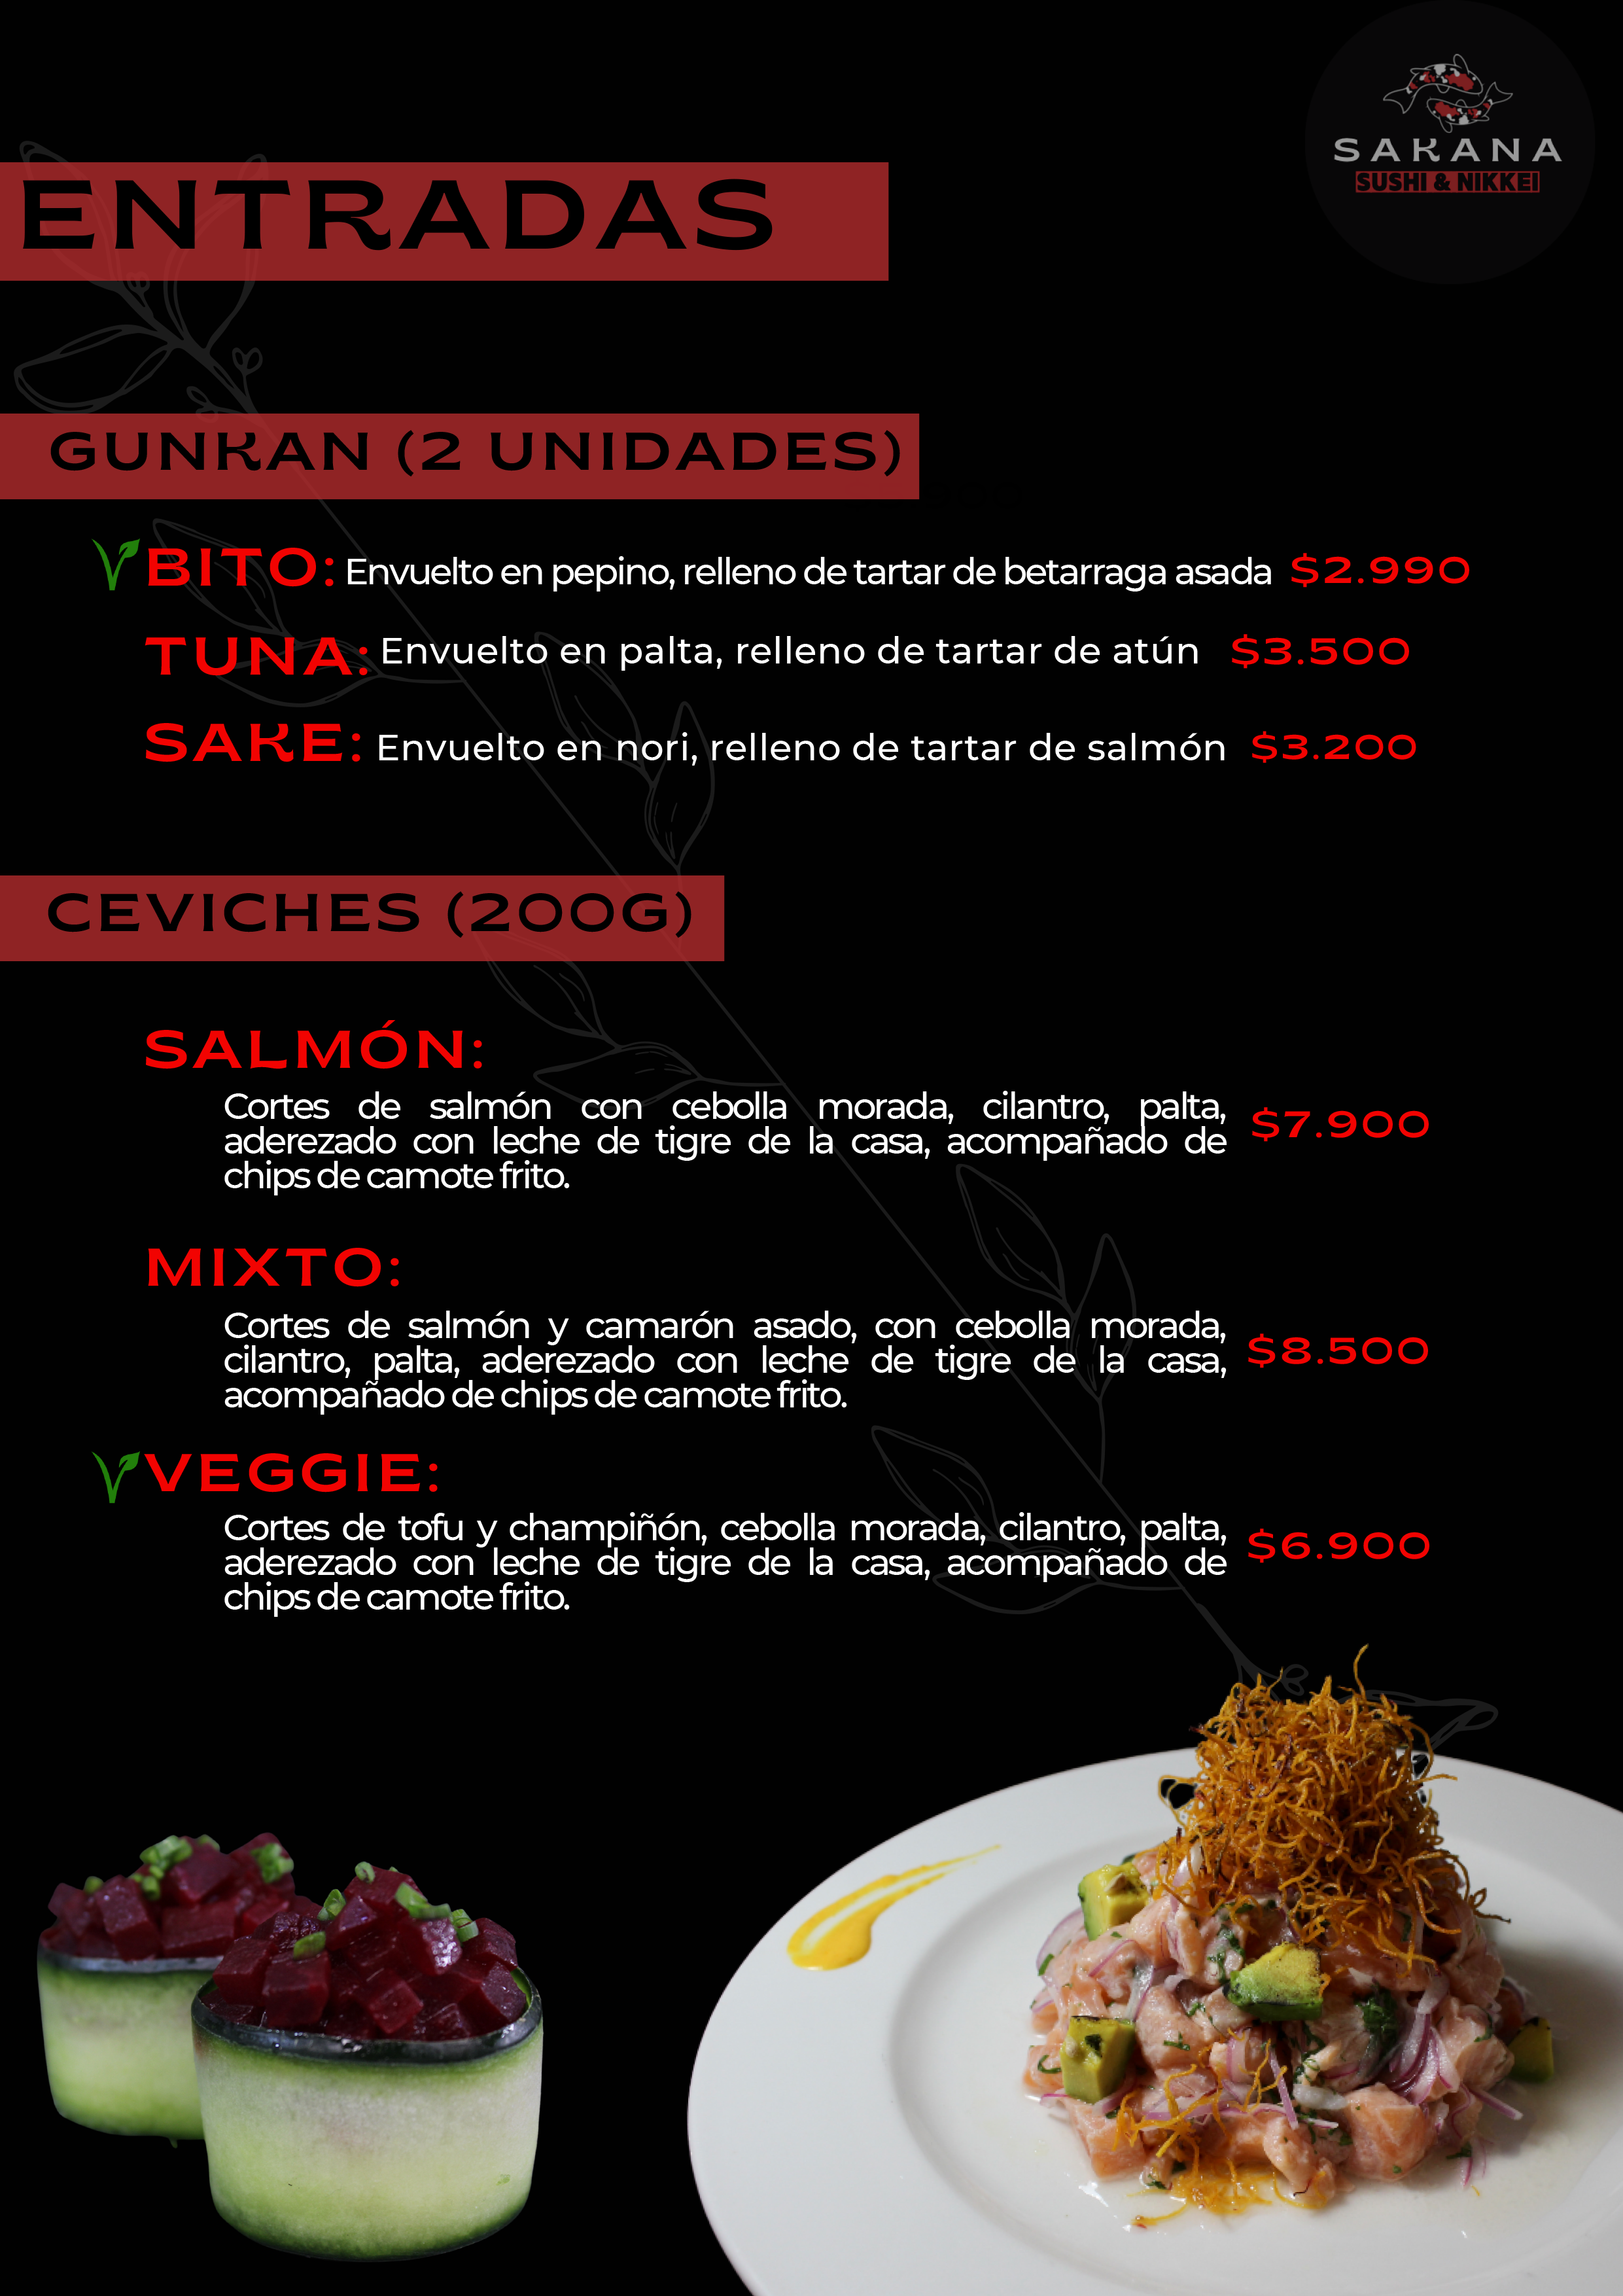 SAKANA
SUSHI & NIKKEI
ENTRADAS
GUNKAN (2 UNIDADES)
BITO: Envuelto en pepino, relleno de tartar de betarraga asada $2.990
TUNA: Envuelto en palta, relleno de tartar de atún $3.500
SAKE: Envuelto en nori, relleno de tartar de salmón $3.200
CEVICHES (200G)
SALMÓN:
Cortes de salmón con cebolla morada, cilantro, palta,
aderezado con leche de tigre de la casa, acompañado de
chips de camote frito.
$7.900
MIXTO:
Cortes de salmón y camarón asado, con cebolla morada,
cilantro, palta, aderezado con leche de tigre de la casa,
acompañado de chips de camote frito.
$8.500
VEGGIE:
Cortes de tofu y champiñón, cebolla morada, cilantro, palta,
aderezado con leche de tigre de la casa, acompañado de
chips de camote frito.
$6.900